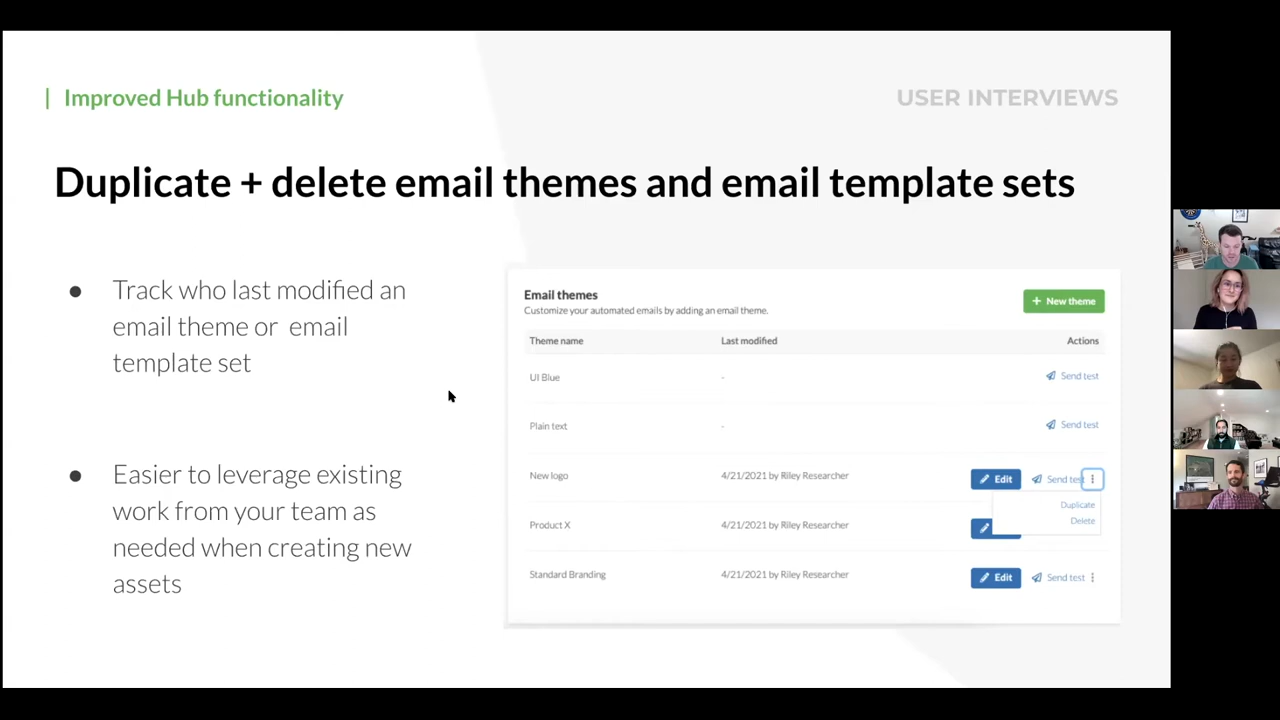 | Improved Hub functionality
USER INTERVIEWS
Duplicate + delete email themes and email template sets
● Track who last modified an
email theme or email
template set
● Easier to leverage existing
work from your team as
needed when creating new
assets
Email themes
Customize your automated emails by adding an email theme.
+ New theme
Theme name Last modified Actions
UI Blue - Send test
Plain text - Send test
New logo 4/21/2021 by Riley Researcher Edit Send test
Duplicate
Delete
Product X 4/21/2021 by Riley Researcher
Standard Branding 4/21/2021 by Riley Researcher Edit Send test